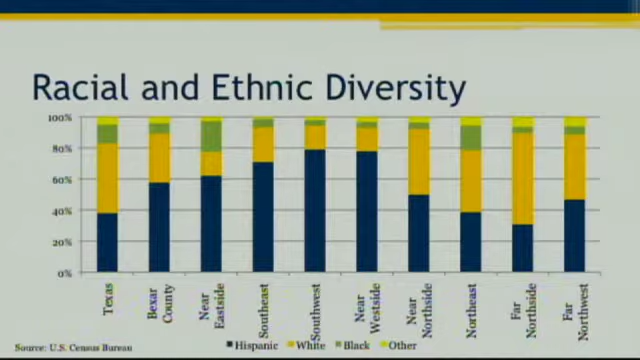 Racial and Ethnic Diversity
100%
80%
60%
40%
20%
0%
Texas
Bexar
County
Near
Eastside
Southeast
Southwest
Near
Westside
Near
Northside
Northeast
Far
Northside
Far
Northwest
Hispanic White Black Other
Source: U.S. Census Bureau